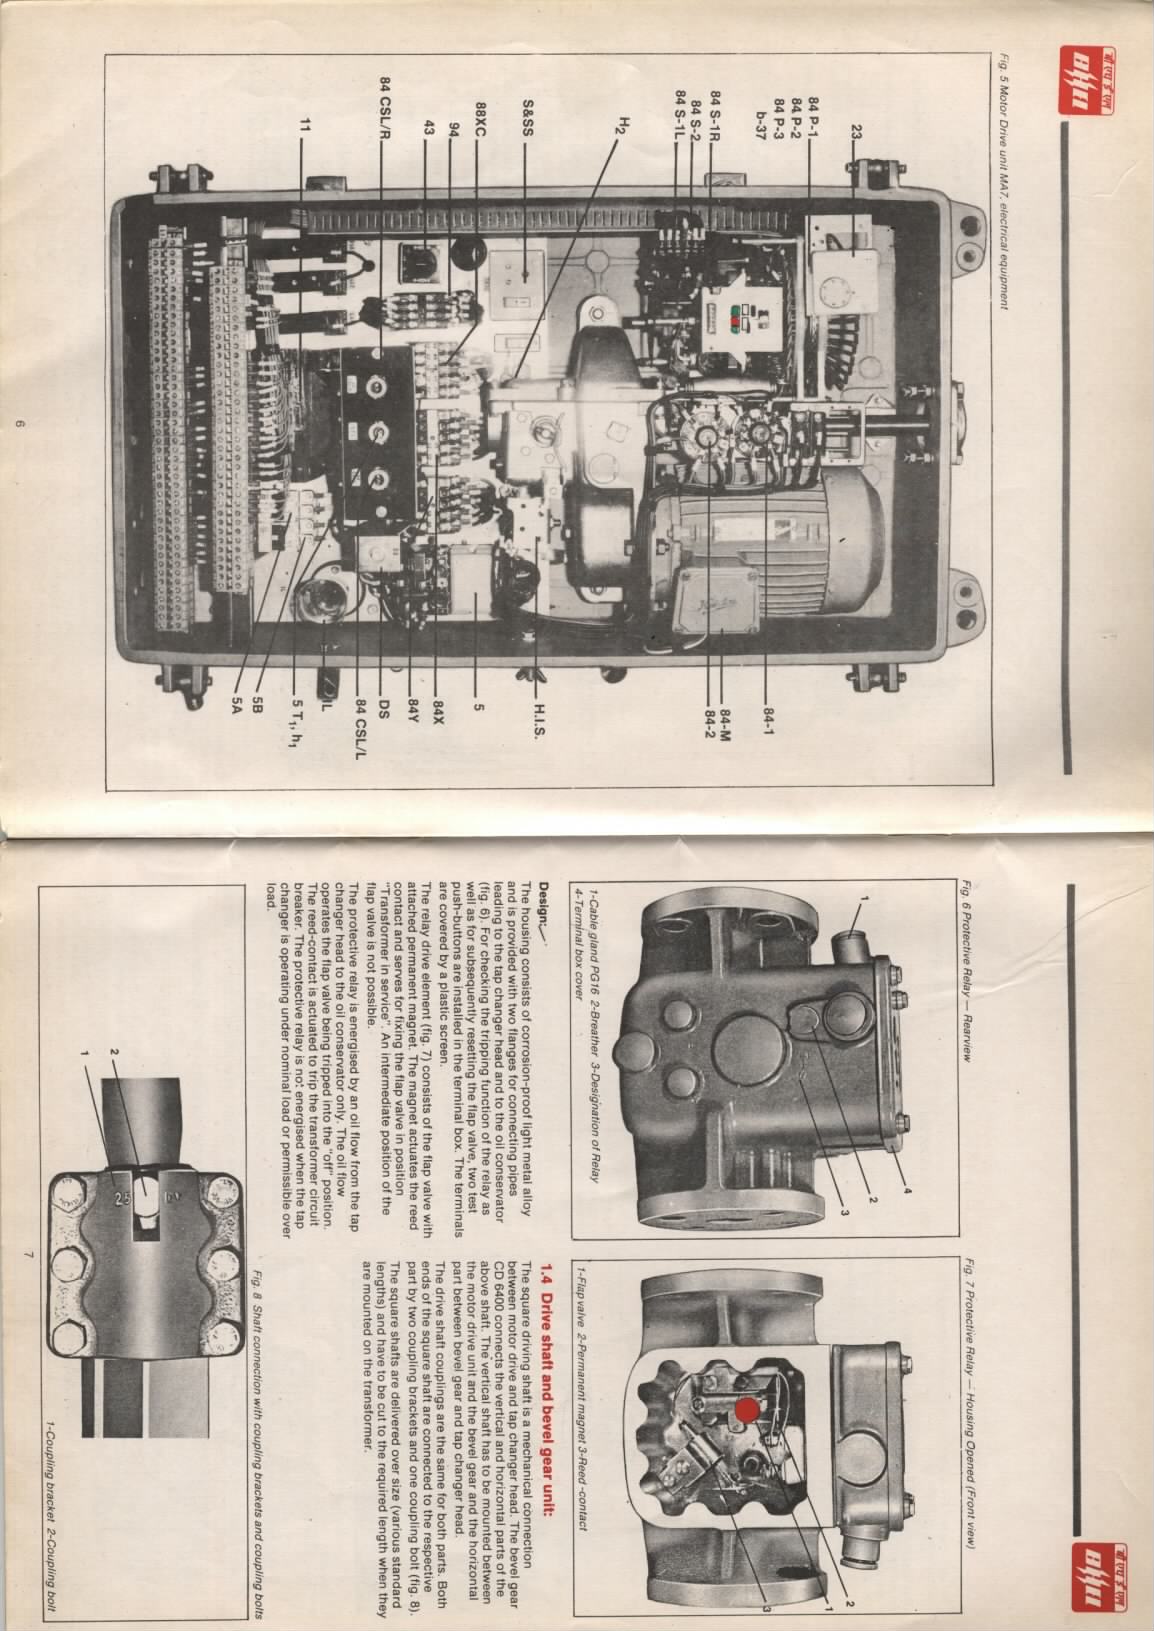 बी एच ई एल
Fig. 5 Motor Drive unit MA7, electrical equipment
23
84 P-1
84 P-2
84 P-3
b-37
84 S-1R
84 S-2
84 S-1L
H2
S&SS
88XC
94
43
84 CSL/R
11
84-1
84-M
84-2
H.I.S.
5
84X
84Y
DS
84 CSL/L
IL
5 T1, h1
5B
5A
6
Fig. 6 Protective Relay — Rearview
1
2
3
4
1-Cable gland PG16 2-Breather 3-Designation of Relay
4-Terminal box cover
Design:
The housing consists of corrosion-proof light metal alloy
and is provided with two flanges for connecting pipes
leading to the tap changer head and to the oil conservator
(fig. 6). For checking the tripping function of the relay as
well as for subsequently resetting the flap valve, two test
push-buttons are installed in the terminal box. The terminals
are covered by a plastic screen.
The relay drive element (fig. 7) consists of the flap valve with
attached permanent magnet. The magnet actuates the reed
contact and serves for fixing the flap valve in position
"Transformer in service". An intermediate position of the
flap valve is not possible.
The protective relay is energised by an oil flow from the tap
changer head to the oil conservator only. The oil flow
operates the flap valve being tripped into the "off" position.
The reed-contact is actuated to trip the transformer circuit
breaker. The protective relay is not energised when the tap
changer is operating under nominal load or permissible over
load.
बी एच ई एल
Fig. 7 Protective Relay — Housing Opened (Front view)
2
1
3
1-Flap valve 2-Permanent magnet 3-Reed -contact
1.4 Drive shaft and bevel gear unit:
The square driving shaft is a mechanical connection
between motor drive and tap changer head. The bevel gear
CD 6400 connects the vertical and horizontal parts of the
above shaft. The vertical shaft has to be mounted between
the motor drive unit and the bevel gear and the horizontal
part between bevel gear and tap changer head.
The drive shaft couplings are the same for both parts. Both
ends of the square shaft are connected to the respective
part by two coupling brackets and one coupling bolt (fig 8).
The square shafts are delivered over size (various standard
lengths) and have to be cut to the required length when they
are mounted on the transformer.
Fig. 8 Shaft connection with coupling brackets and coupling bolts
2
1
25
1-Coupling bracket 2-Coupling bolt
7